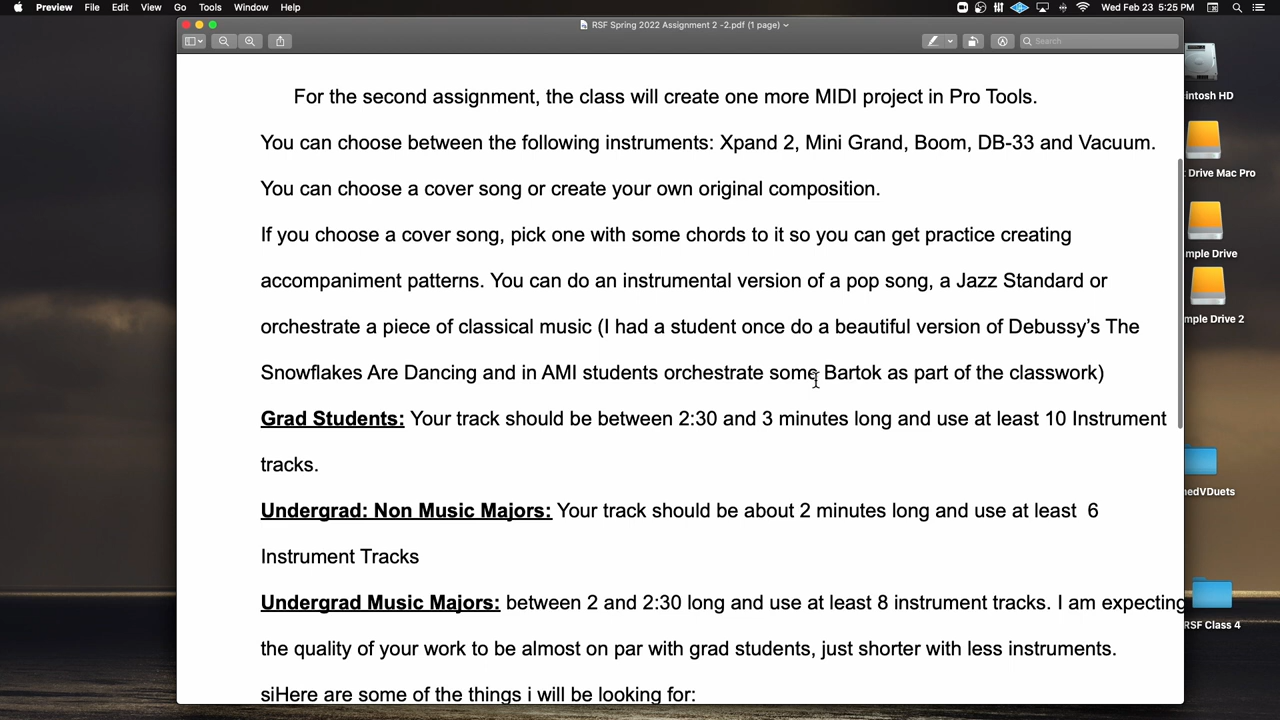 Preview File Edit View Go Tools Window Help Wed Feb 23 5:25 PM
RSF Spring 2022 Assignment 2 -2.pdf (1 page)
Search
For the second assignment, the class will create one more MIDI project in Pro Tools.
You can choose between the following instruments: Xpand 2, Mini Grand, Boom, DB-33 and Vacuum.
You can choose a cover song or create your own original composition.
If you choose a cover song, pick one with some chords to it so you can get practice creating
accompaniment patterns. You can do an instrumental version of a pop song, a Jazz Standard or
orchestrate a piece of classical music (I had a student once do a beautiful version of Debussy's The
Snowflakes Are Dancing and in AMI students orchestrate some Bartok as part of the classwork)
Grad Students: Your track should be between 2:30 and 3 minutes long and use at least 10 Instrument
tracks.
Undergrad: Non Music Majors: Your track should be about 2 minutes long and use at least 6
Instrument Tracks
Undergrad Music Majors: between 2 and 2:30 long and use at least 8 instrument tracks. I am expecting
the quality of your work to be almost on par with grad students, just shorter with less instruments.
siHere are some of the things i will be looking for:
intosh HD
Drive Mac Pro
mple Drive
mple Drive 2
nedVDuets
RSF Class 4